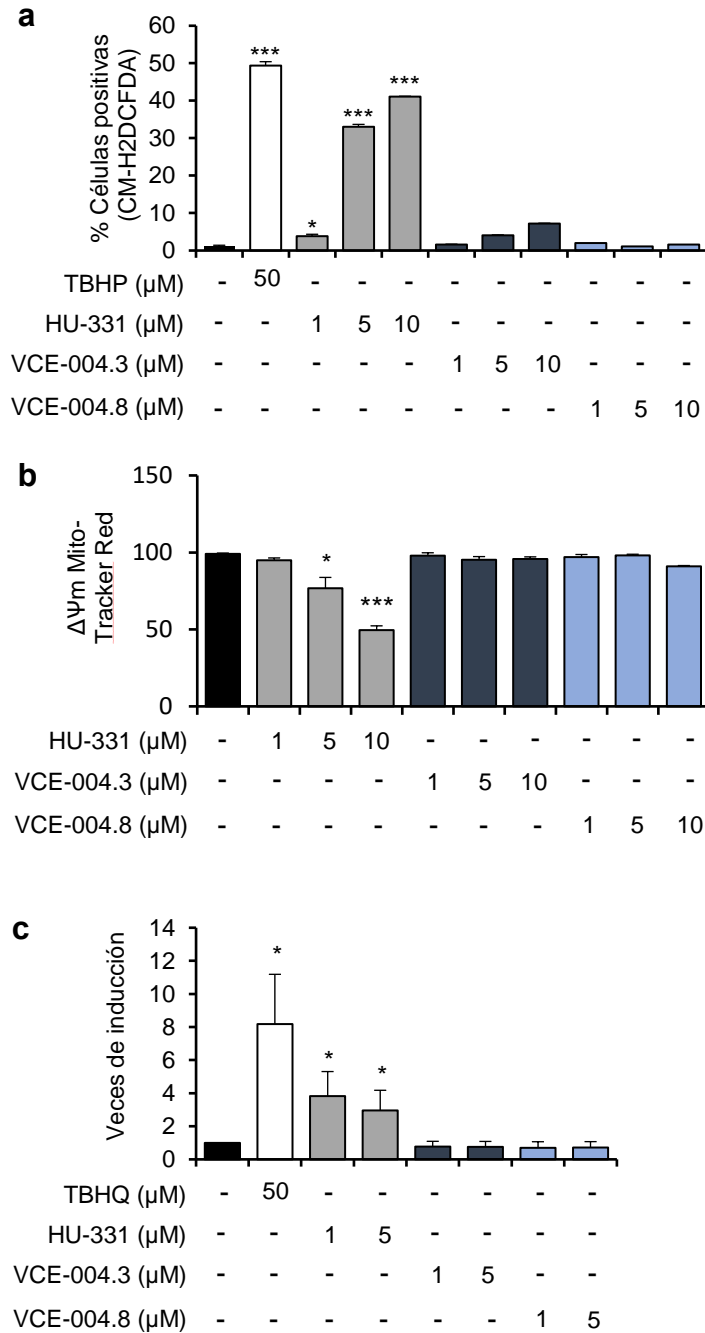 a
% Células positivas
(CM-H2DCFDA)
60
50
40
30
20
10
0
***
*
***
***
TBHP (µM) - 50 - - - - - - - - -
HU-331 (µM) - - 1 5 10 - - - - - -
VCE-004.3 (µM) - - - - - 1 5 10 - - -
VCE-004.8 (µM) - - - - - - - - 1 5 10
b
ΔΨm Mito-
Tracker Red
150
100
50
0
*
***
HU-331 (µM) - 1 5 10 - - - - - -
VCE-004.3 (µM) - - - - 1 5 10 - - -
VCE-004.8 (µM) - - - - - - - 1 5 10
c
Veces de inducción
14
12
10
8
6
4
2
0
*
*
*
TBHQ (µM) - 50 - - - - - -
HU-331 (µM) - - 1 5 - - - -
VCE-004.3 (µM) - - - - 1 5 - -
VCE-004.8 (µM) - - - - - - 1 5